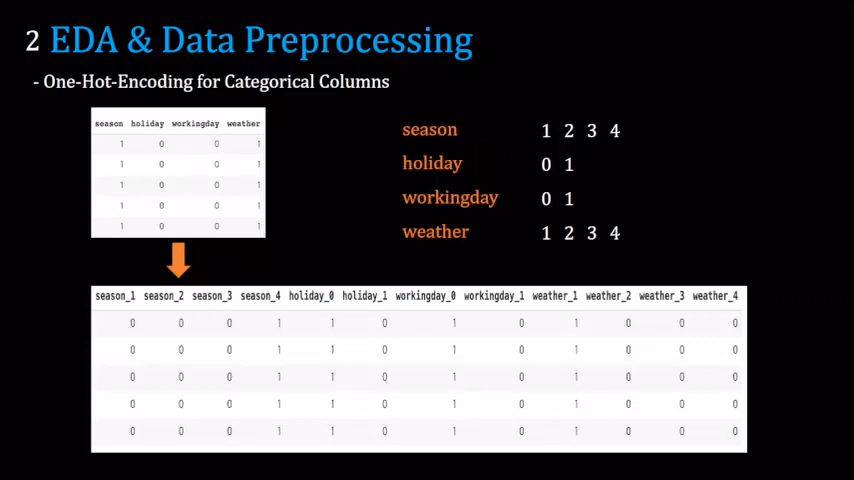 2 EDA & Data Preprocessing
- One-Hot-Encoding for Categorical Columns
season holiday workingday weather
1 0 0 1
1 0 0 1
1 0 0 1
1 0 0 1
1 0 0 1
season 1 2 3 4
holiday 0 1
workingday 0 1
weather 1 2 3 4
season_1 season_2 season_3 season_4 holiday_0 holiday_1 workingday_0 workingday_1 weather_1 weather_2 weather_3 weather_4
0 0 0 1 1 0 1 0 1 0 0 0
0 0 0 1 1 0 1 0 1 0 0 0
0 0 0 1 1 0 1 0 1 0 0 0
0 0 0 1 1 0 1 0 1 0 0 0
0 0 0 1 1 0 1 0 1 0 0 0